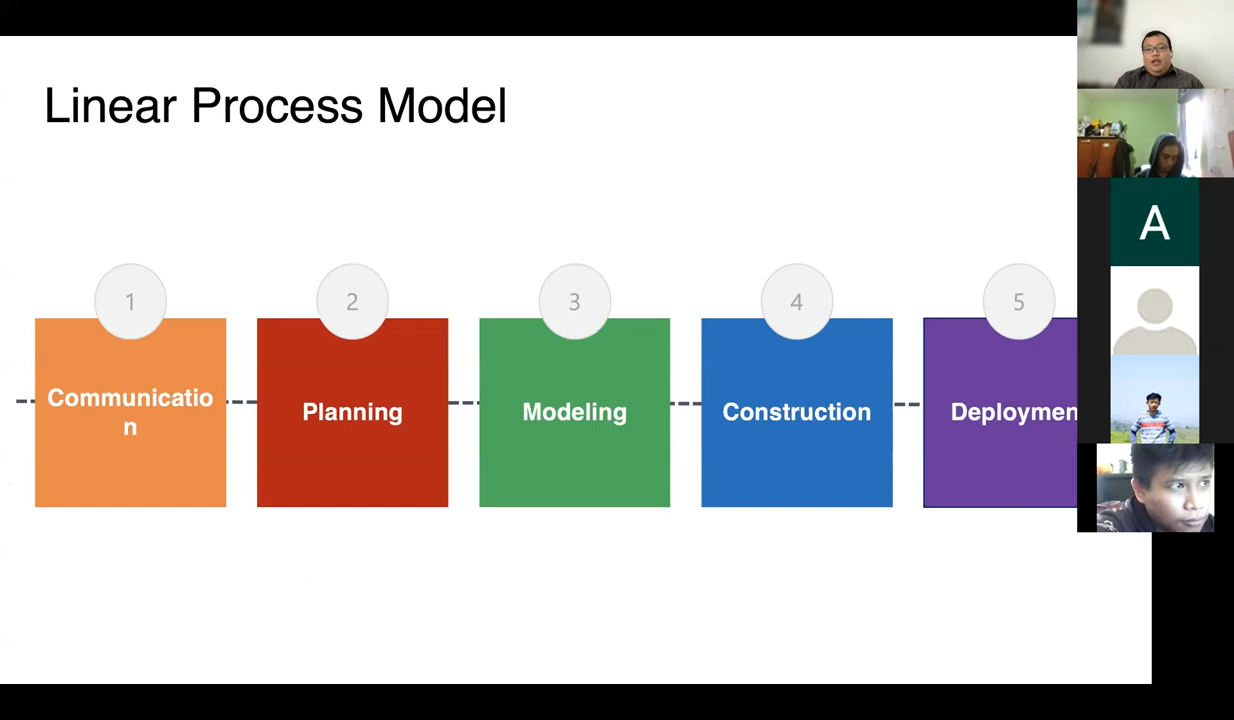 Linear Process Model
1
2
3
4
5
Communicatio
n
Planning
Modeling
Construction
Deploymen
A